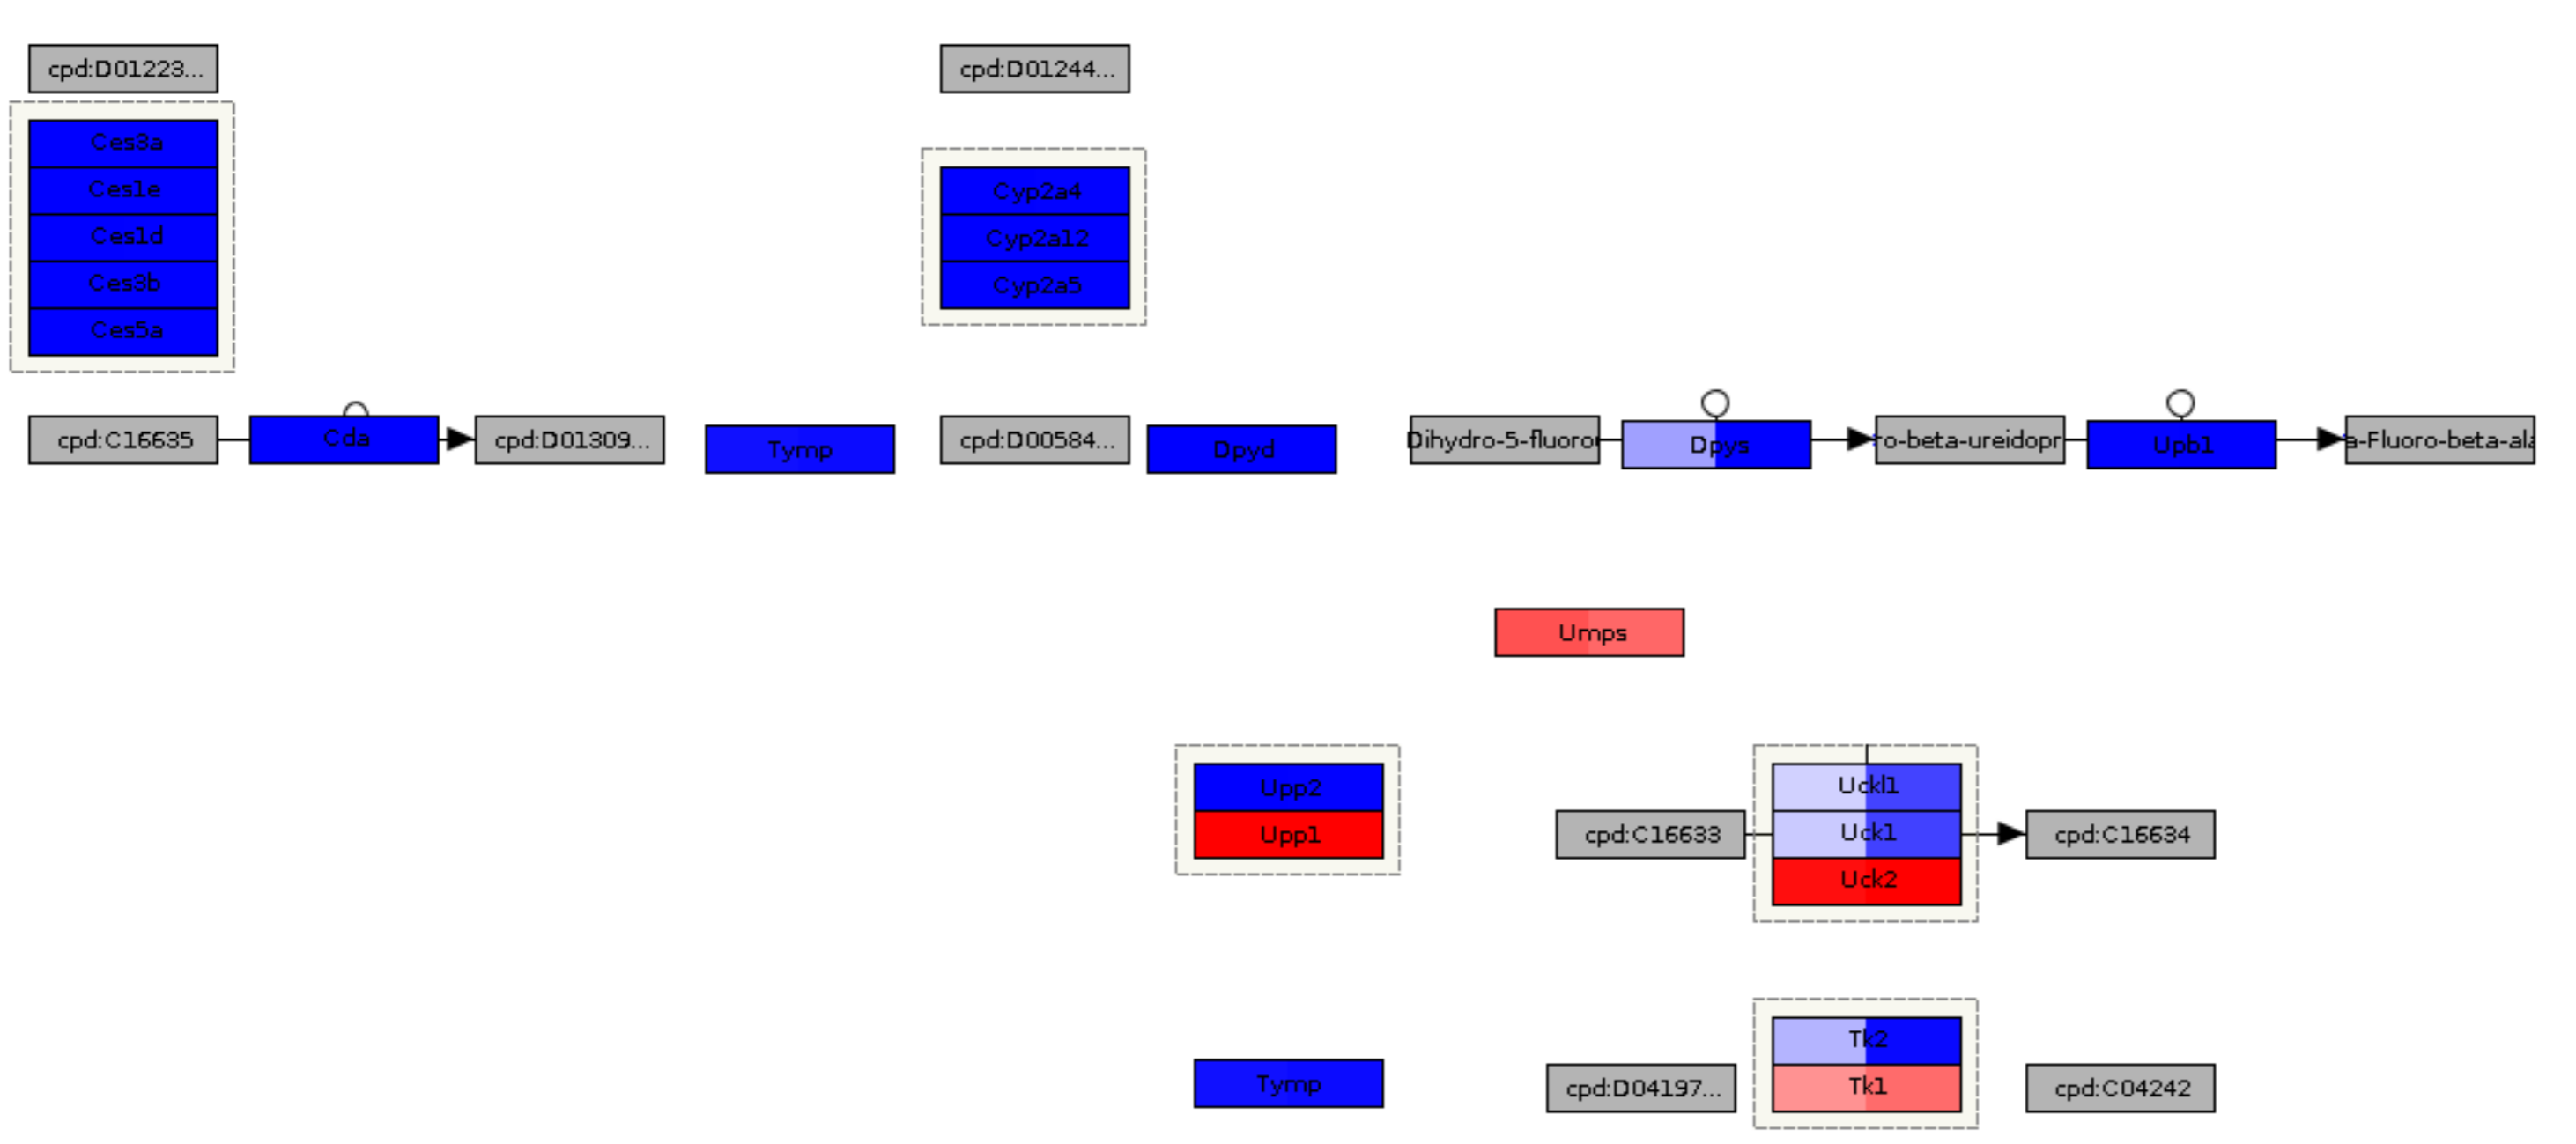 cpd:D01223...
cpd:D01244...
Ces3a
Ces1e
Ces1d
Ces3b
Ces5a
Cyp2a4
Cyp2a12
Cyp2a5
cpd:C16635
Cda
cpd:D01309...
Tymp
cpd:D00584...
Dpyd
Dihydro-5-fluoro
Dpys
ro-beta-ureidopr
Upb1
a-Fluoro-beta-ala
Umps
Upp2
Upp1
cpd:C16633
Uckl1
Uck1
Uck2
cpd:C16634
Tymp
cpd:D04197...
Tk2
Tk1
cpd:C04242